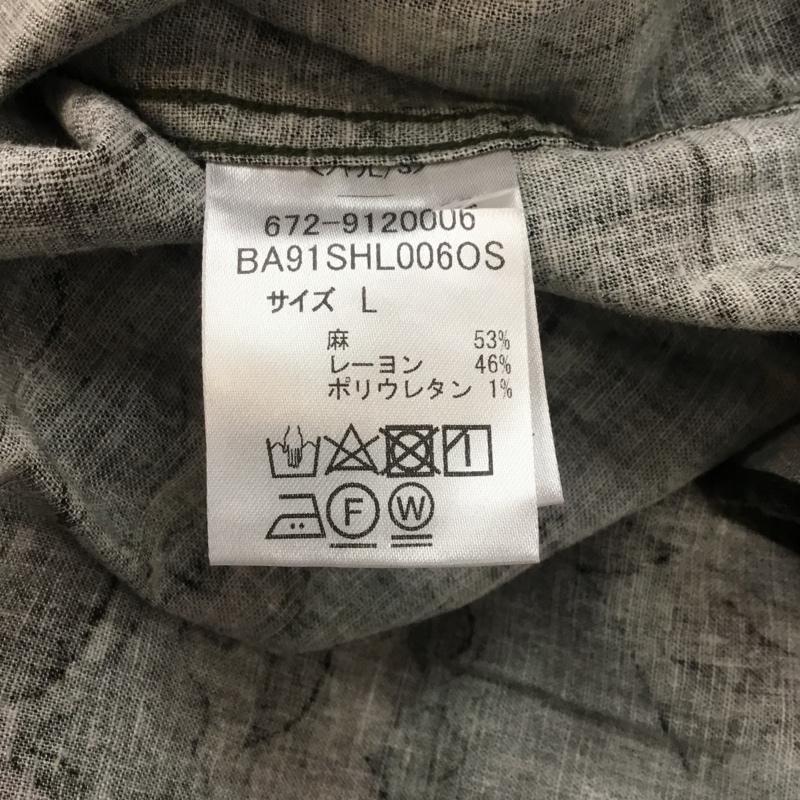 672-9120006
BA91SHL006OS
サイズ L
麻 53%
レーヨン 46%
ポリウレタン 1%
F W